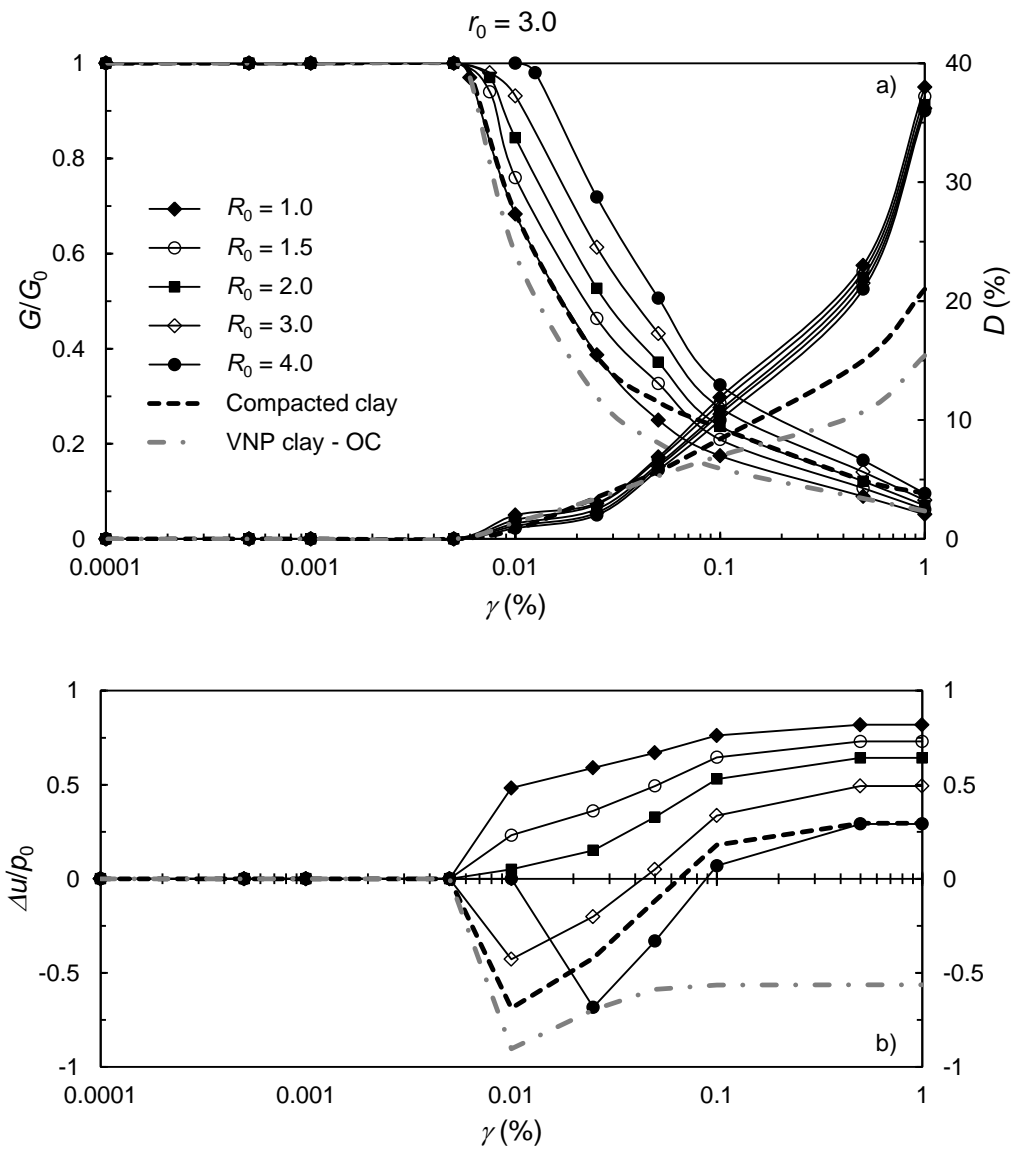 r0 = 3.0
a)
1
0.8
0.6
0.4
0.2
0
G/G0
40
30
20
10
0
D (%)
R0 = 1.0
R0 = 1.5
R0 = 2.0
R0 = 3.0
R0 = 4.0
Compacted clay
VNP clay - OC
0.0001 0.001 0.01 0.1 1
γ (%)
1
0.5
0
-0.5
-1
Δu/p0
1
0.5
0
-0.5
-1
b)
0.0001 0.001 0.01 0.1 1
γ (%)